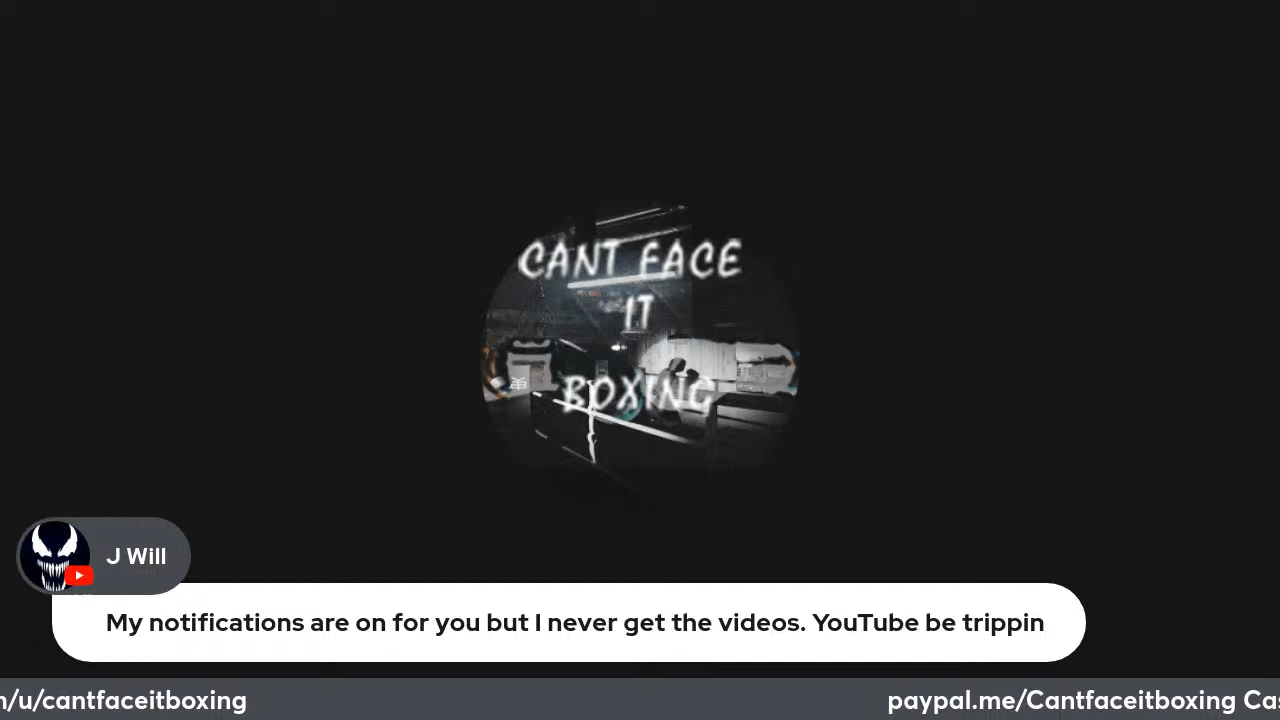 CANT FACE
IT
BOXING
J Will
My notifications are on for you but I never get the videos. YouTube be trippin
n/u/cantfaceitboxing paypal.me/Cantfaceitboxing Cas